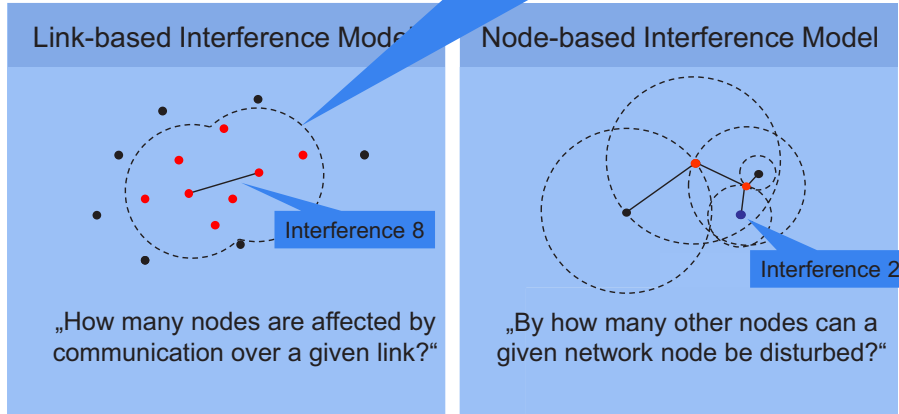 Link-based Interference Model
Interference 8
„How many nodes are affected by
communication over a given link?“
Node-based Interference Model
Interference 2
„By how many other nodes can a
given network node be disturbed?“